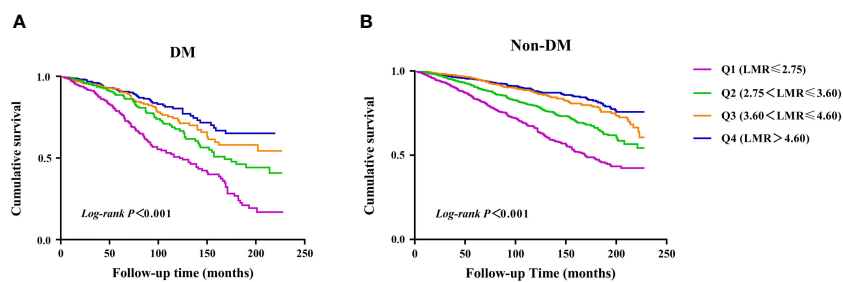 A
DM
Cumulative survival
1.0
0.5
0.0
Log-rank P<0.001
0 50 100 150 200 250
Follow-up time (months)
B
Non-DM
Cumulative survival
1.0
0.5
0.0
Log-rank P<0.001
0 50 100 150 200 250
Follow-up Time (months)
Q1 (LMR≤2.75)
Q2 (2.75<LMR≤3.60)
Q3 (3.60<LMR≤4.60)
Q4 (LMR>4.60)